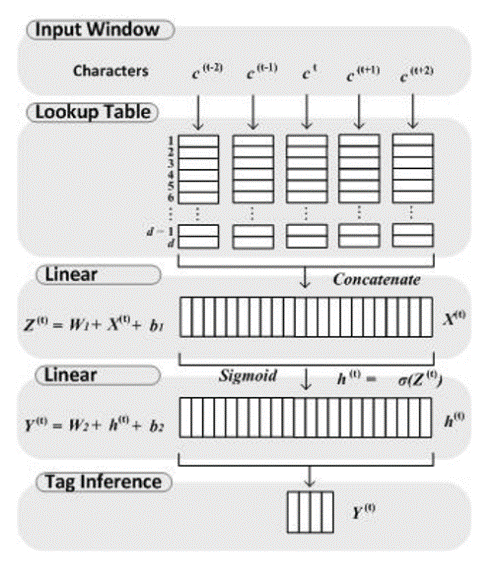 Input Window
Characters c^(t-2) c^(t-1) c^t c^(t+1) c^(t+2)
Lookup Table
1
2
3
4
5
6
d - 1
d
Concatenate
Linear
Z^(t) = W1 + X^(t) + b1
X^(t)
Sigmoid h^(t) = σ(Z^(t))
Linear
Y^(t) = W2 + h^(t) + b2
h^(t)
Tag Inference
Y^(t)